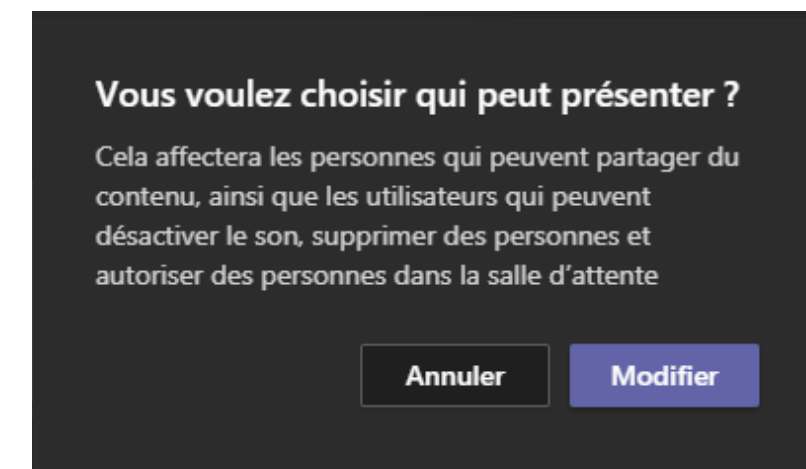 Vous voulez choisir qui peut présenter ?
Cela affectera les personnes qui peuvent partager du
contenu, ainsi que les utilisateurs qui peuvent
désactiver le son, supprimer des personnes et
autoriser des personnes dans la salle d’attente
Annuler
Modifier